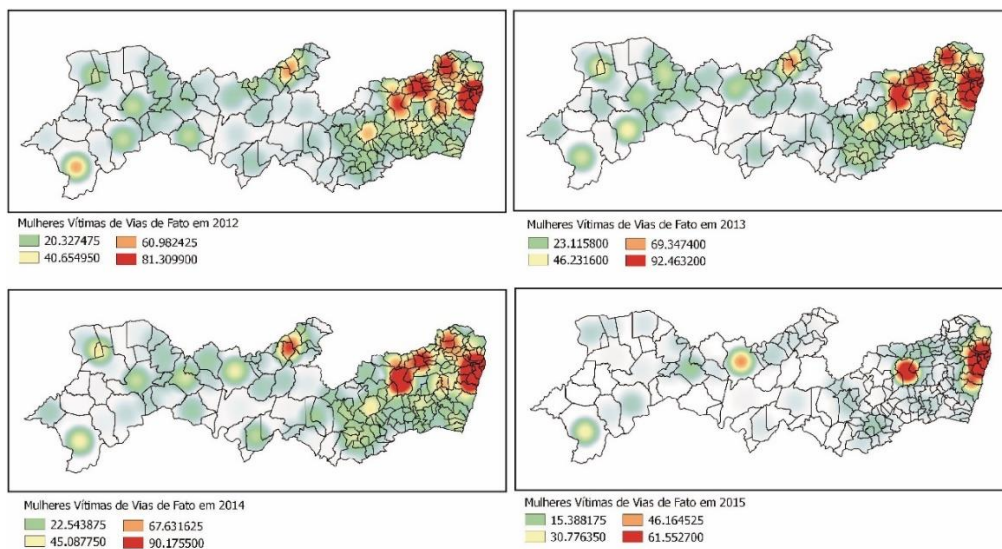 Mulheres Vítimas de Vias de Fato em 2012
20.327475 60.982425
40.654950 81.309900
Mulheres Vítimas de Vias de Fato em 2013
23.115800 69.347400
46.231600 92.463200
Mulheres Vítimas de Vias de Fato em 2014
22.543875 67.631625
45.087750 90.175500
Mulheres Vítimas de Vias de Fato em 2015
15.388175 46.164525
30.776350 61.552700